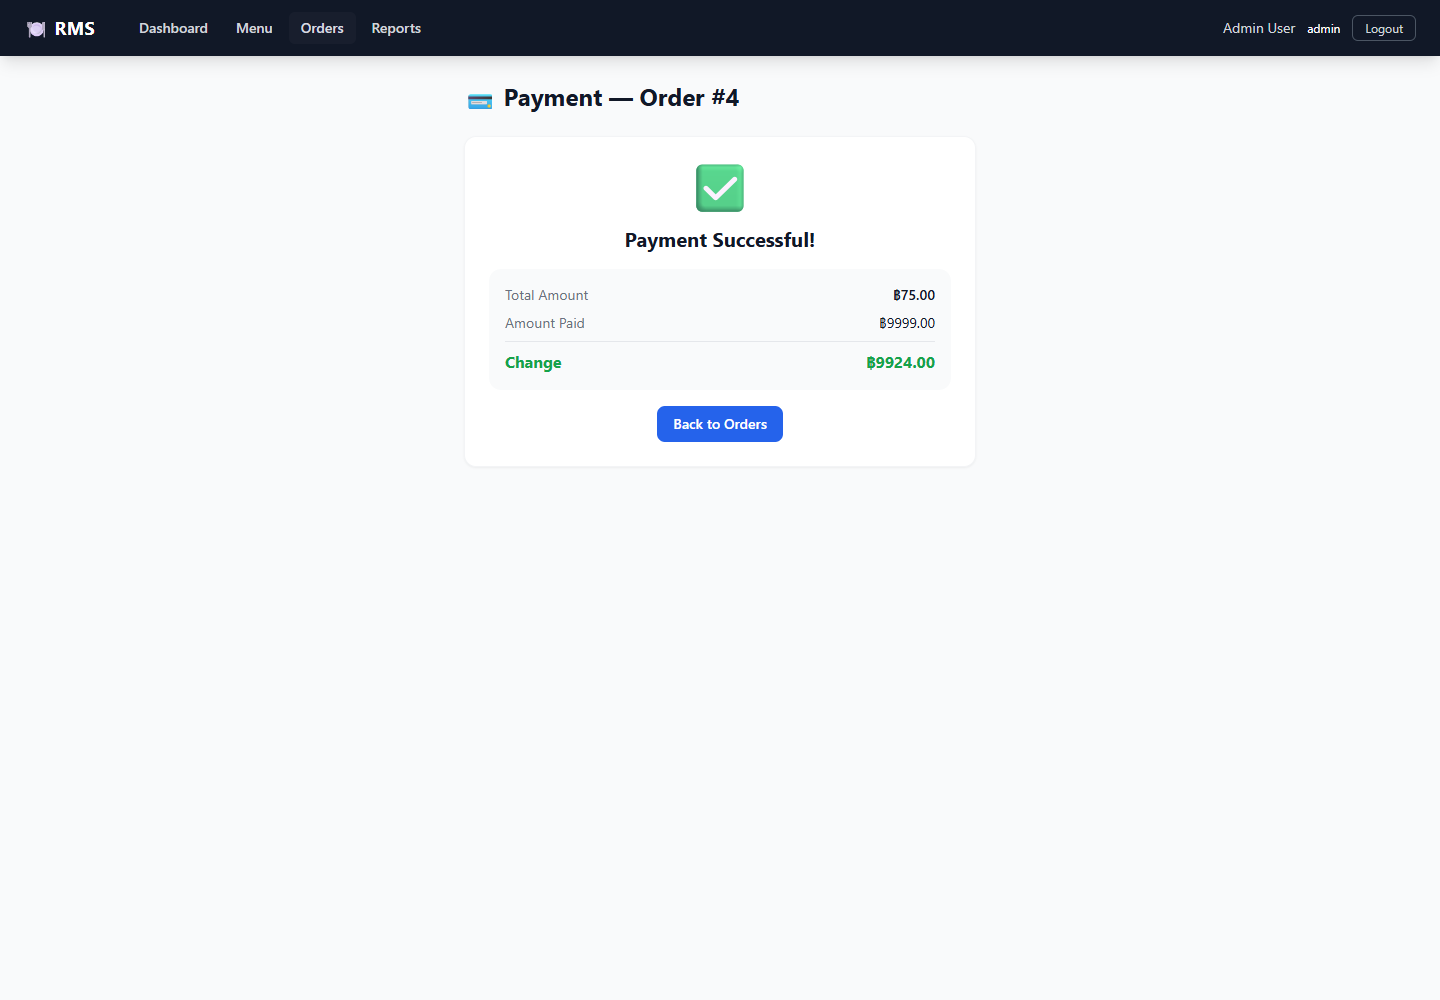 RMS Dashboard Menu Orders Reports Admin User admin Logout
Payment — Order #4
Payment Successful!
Total Amount ฿75.00
Amount Paid ฿9999.00
Change ฿9924.00
Back to Orders